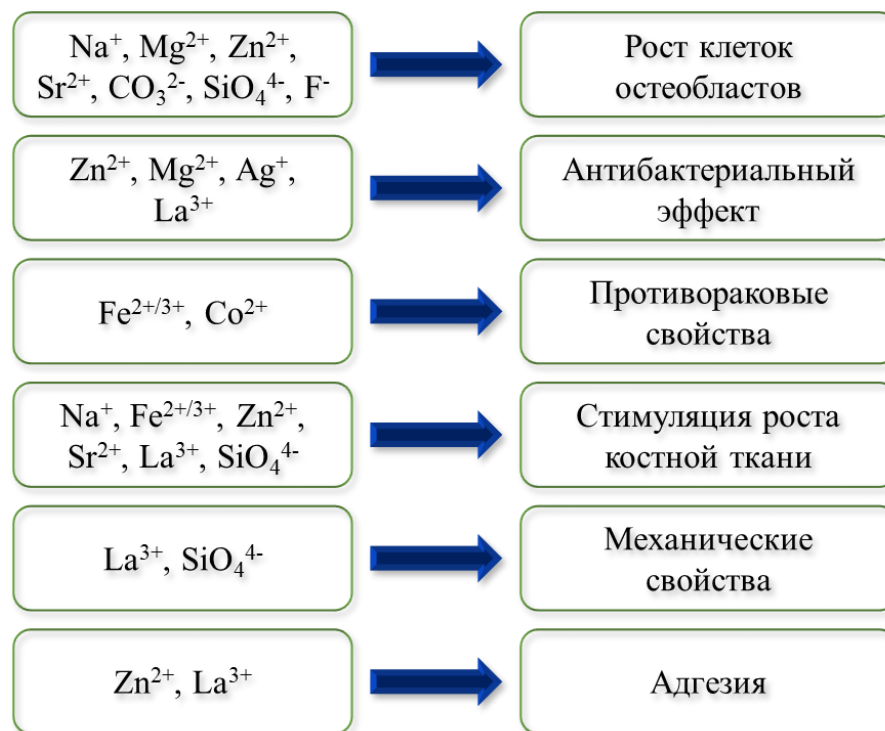 Na⁺, Mg²⁺, Zn²⁺,
Sr²⁺, CO₃²⁻, SiO₄⁴⁻, F⁻
Рост клеток
остеобластов
Zn²⁺, Mg²⁺, Ag⁺,
La³⁺
Антибактериальный
эффект
Fe²⁺/³⁺, Co²⁺
Противораковые
свойства
Na⁺, Fe²⁺/³⁺, Zn²⁺,
Sr²⁺, La³⁺, SiO₄⁴⁻
Стимуляция роста
костной ткани
La³⁺, SiO₄⁴⁻
Механические
свойства
Zn²⁺, La³⁺
Адгезия